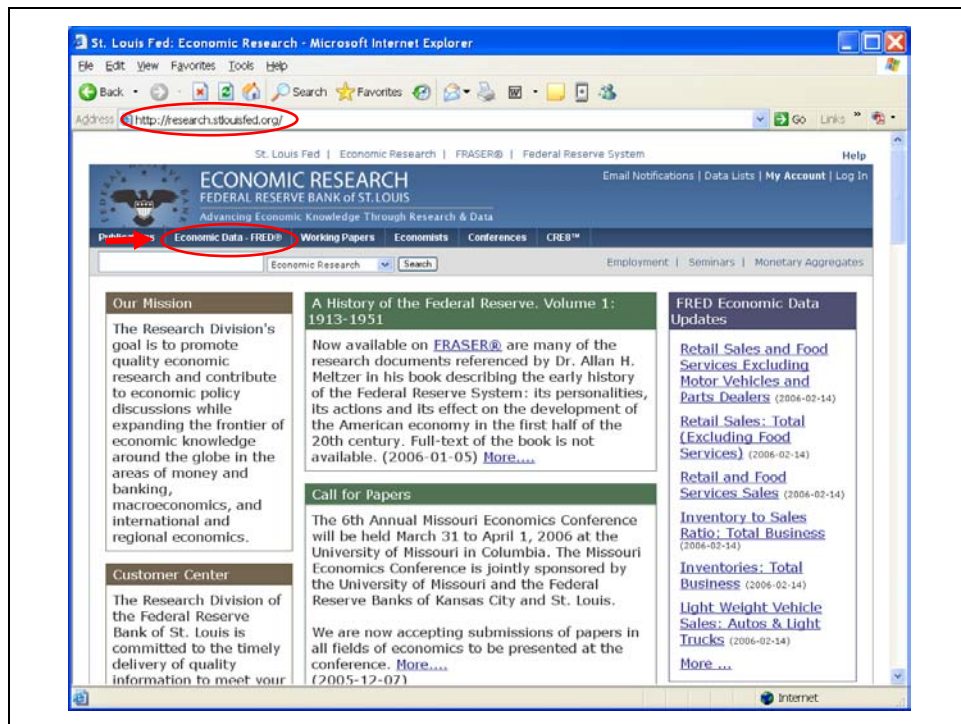 St. Louis Fed: Economic Research - Microsoft Internet Explorer
File Edit View Favorites Tools Help
Back Search Favorites
Address http://research.stlouisfed.org/ Go Links »
St. Louis Fed | Economic Research | FRASER® | Federal Reserve System Help
ECONOMIC RESEARCH
Email Notifications | Data Lists | My Account | Log In
FEDERAL RESERVE BANK of ST. LOUIS
Advancing Economic Knowledge Through Research & Data
Publications Economic Data - FRED® Working Papers Economists Conferences CRE8™
Economic Research Search Employment | Seminars | Monetary Aggregates
Our Mission
The Research Division's
goal is to promote
quality economic
research and contribute
to economic policy
discussions while
expanding the frontier of
economic knowledge
around the globe in the
areas of money and
banking,
macroeconomics, and
international and
regional economics.
Customer Center
The Research Division of
the Federal Reserve
Bank of St. Louis is
committed to the timely
delivery of quality
information to meet your
A History of the Federal Reserve. Volume 1:
1913-1951
Now available on FRASER® are many of the
research documents referenced by Dr. Allan H.
Meltzer in his book describing the early history
of the Federal Reserve System: its personalities,
its actions and its effect on the development of
the American economy in the first half of the
20th century. Full-text of the book is not
available. (2006-01-05) More....
Call for Papers
The 6th Annual Missouri Economics Conference
will be held March 31 to April 1, 2006 at the
University of Missouri in Columbia. The Missouri
Economics Conference is jointly sponsored by
the University of Missouri and the Federal
Reserve Banks of Kansas City and St. Louis.
We are now accepting submissions of papers in
all fields of economics to be presented at the
conference. More....
(2005-12-07)
FRED Economic Data
Updates
Retail Sales and Food
Services Excluding
Motor Vehicles and
Parts Dealers (2006-02-14)
Retail Sales: Total
(Excluding Food
Services) (2006-02-14)
Retail and Food
Services Sales (2006-02-14)
Inventory to Sales
Ratio: Total Business
(2006-02-14)
Inventories: Total
Business (2006-02-14)
Light Weight Vehicle
Sales: Autos & Light
Trucks (2006-02-14)
More ...
Internet